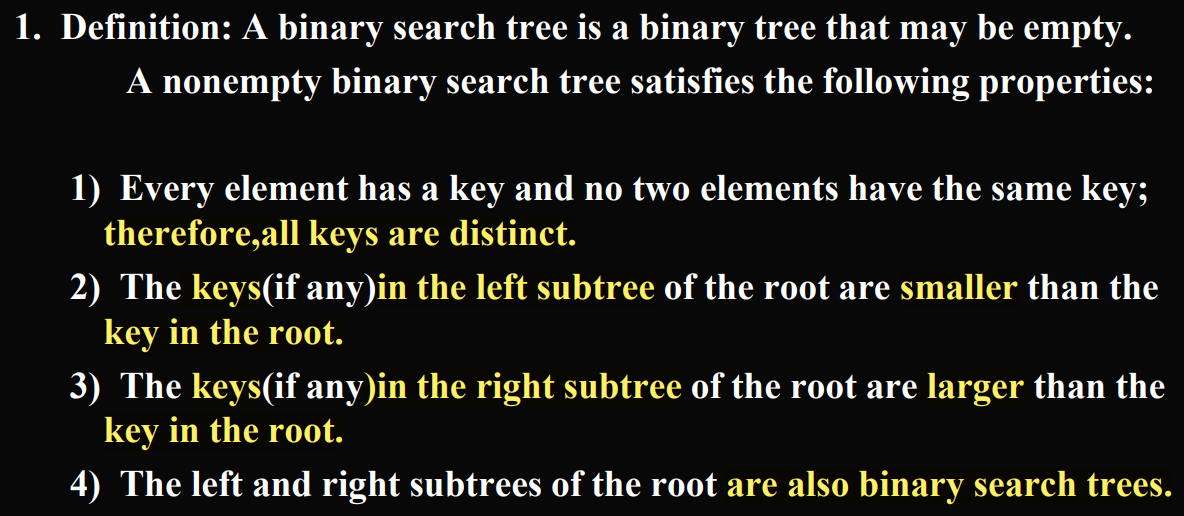 1. Definition: A binary search tree is a binary tree that may be empty.
A nonempty binary search tree satisfies the following properties:
1) Every element has a key and no two elements have the same key;
therefore,all keys are distinct.
2) The keys(if any)in the left subtree of the root are smaller than the
key in the root.
3) The keys(if any)in the right subtree of the root are larger than the
key in the root.
4) The left and right subtrees of the root are also binary search trees.